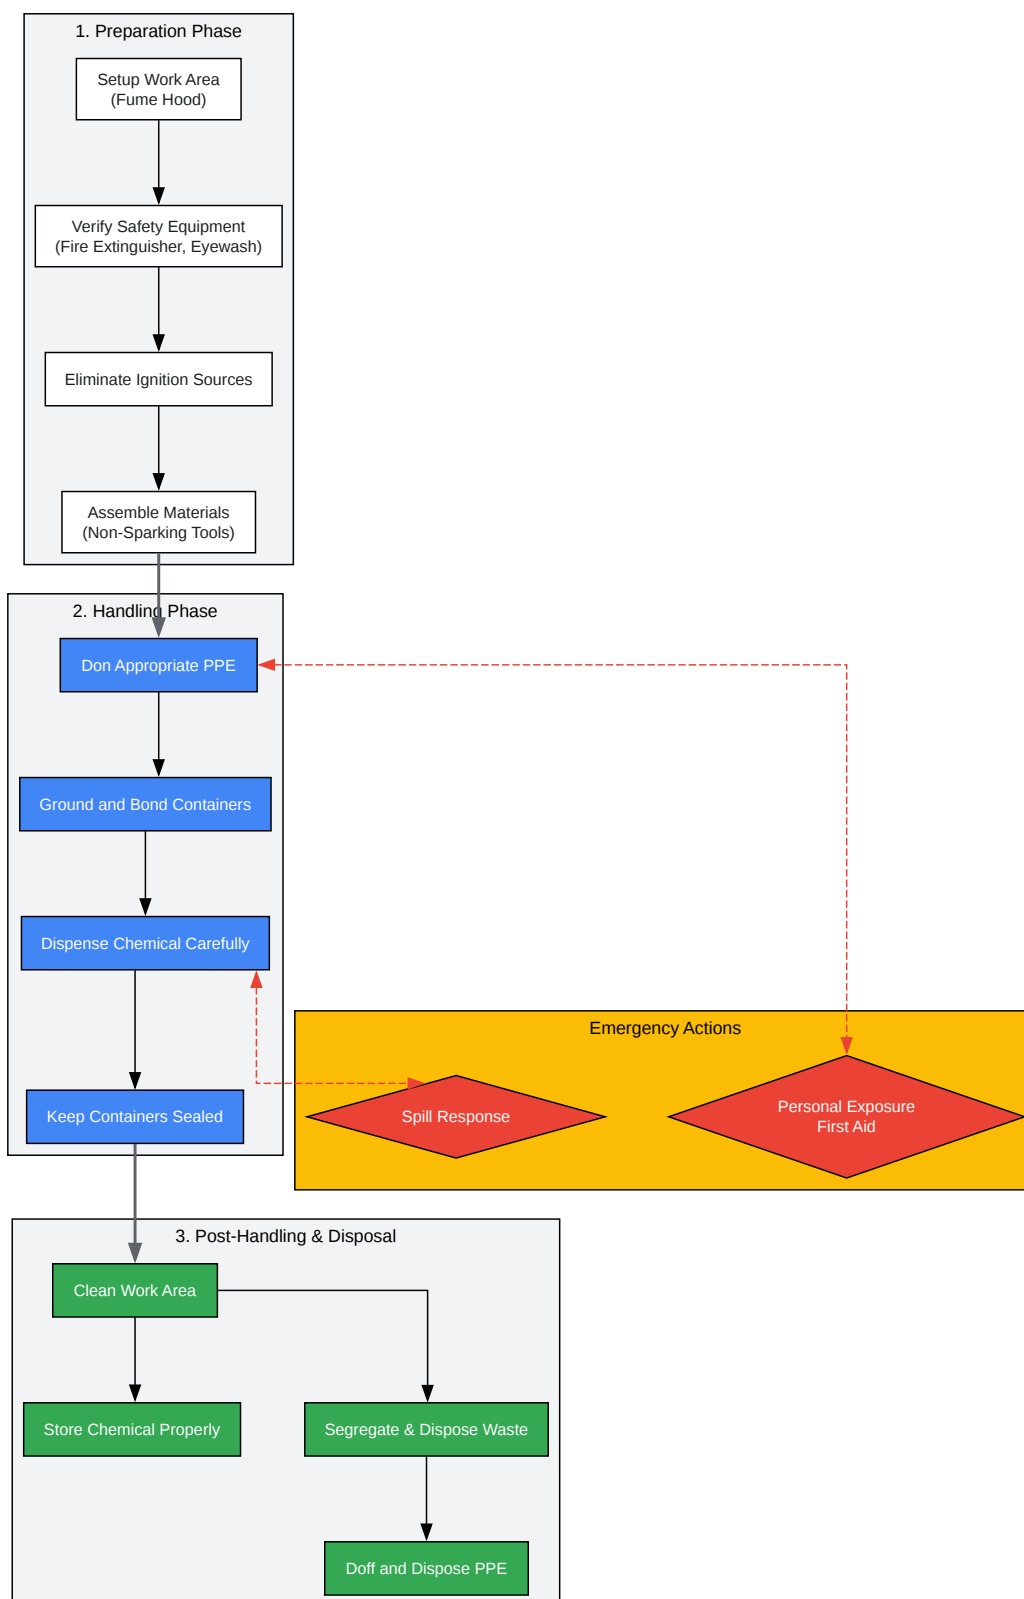 1. Preparation Phase
Setup Work Area
(Fume Hood)
Verify Safety Equipment
(Fire Extinguisher, Eyewash)
Eliminate Ignition Sources
Assemble Materials
(Non-Sparking Tools)
2. Handling Phase
Don Appropriate PPE
Ground and Bond Containers
Dispense Chemical Carefully
Keep Containers Sealed
Emergency Actions
Spill Response
Personal Exposure
First Aid
3. Post-Handling & Disposal
Clean Work Area
Store Chemical Properly
Segregate & Dispose Waste
Doff and Dispose PPE